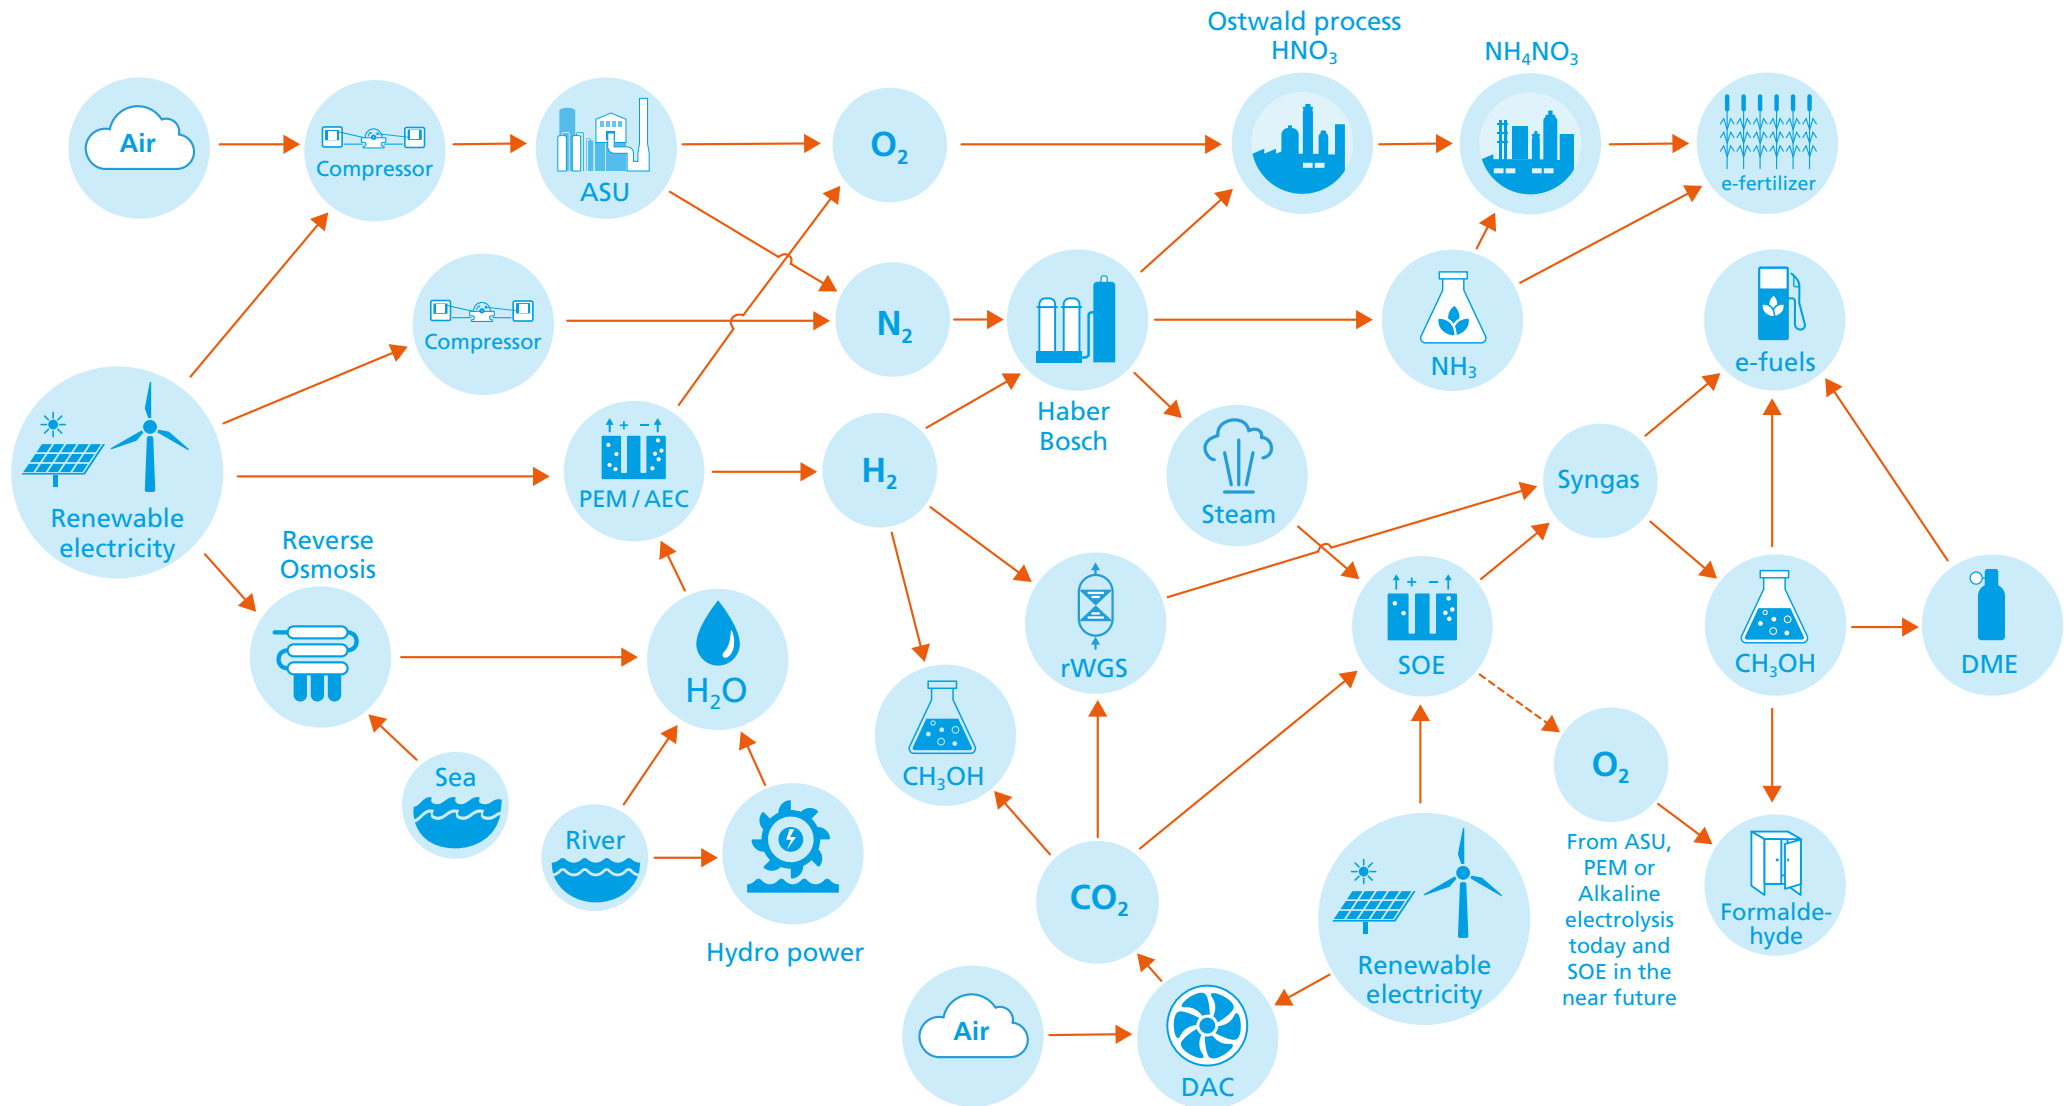 Ostwald process
HNO₃
NH₄NO₃
Air
Compressor
ASU
O₂
e-fertilizer
Compressor
N₂
Haber
Bosch
NH₃
e-fuels
Renewable
electricity
PEM / AEC
H₂
Steam
Syngas
Reverse
Osmosis
H₂O
rWGS
SOE
CH₃OH
DME
CH₃OH
Sea
River
Hydro power
CO₂
O₂
From ASU,
PEM or
Alkaline
electrolysis
today and
SOE in the
near future
Formalde-
hyde
Renewable
electricity
Air
DAC